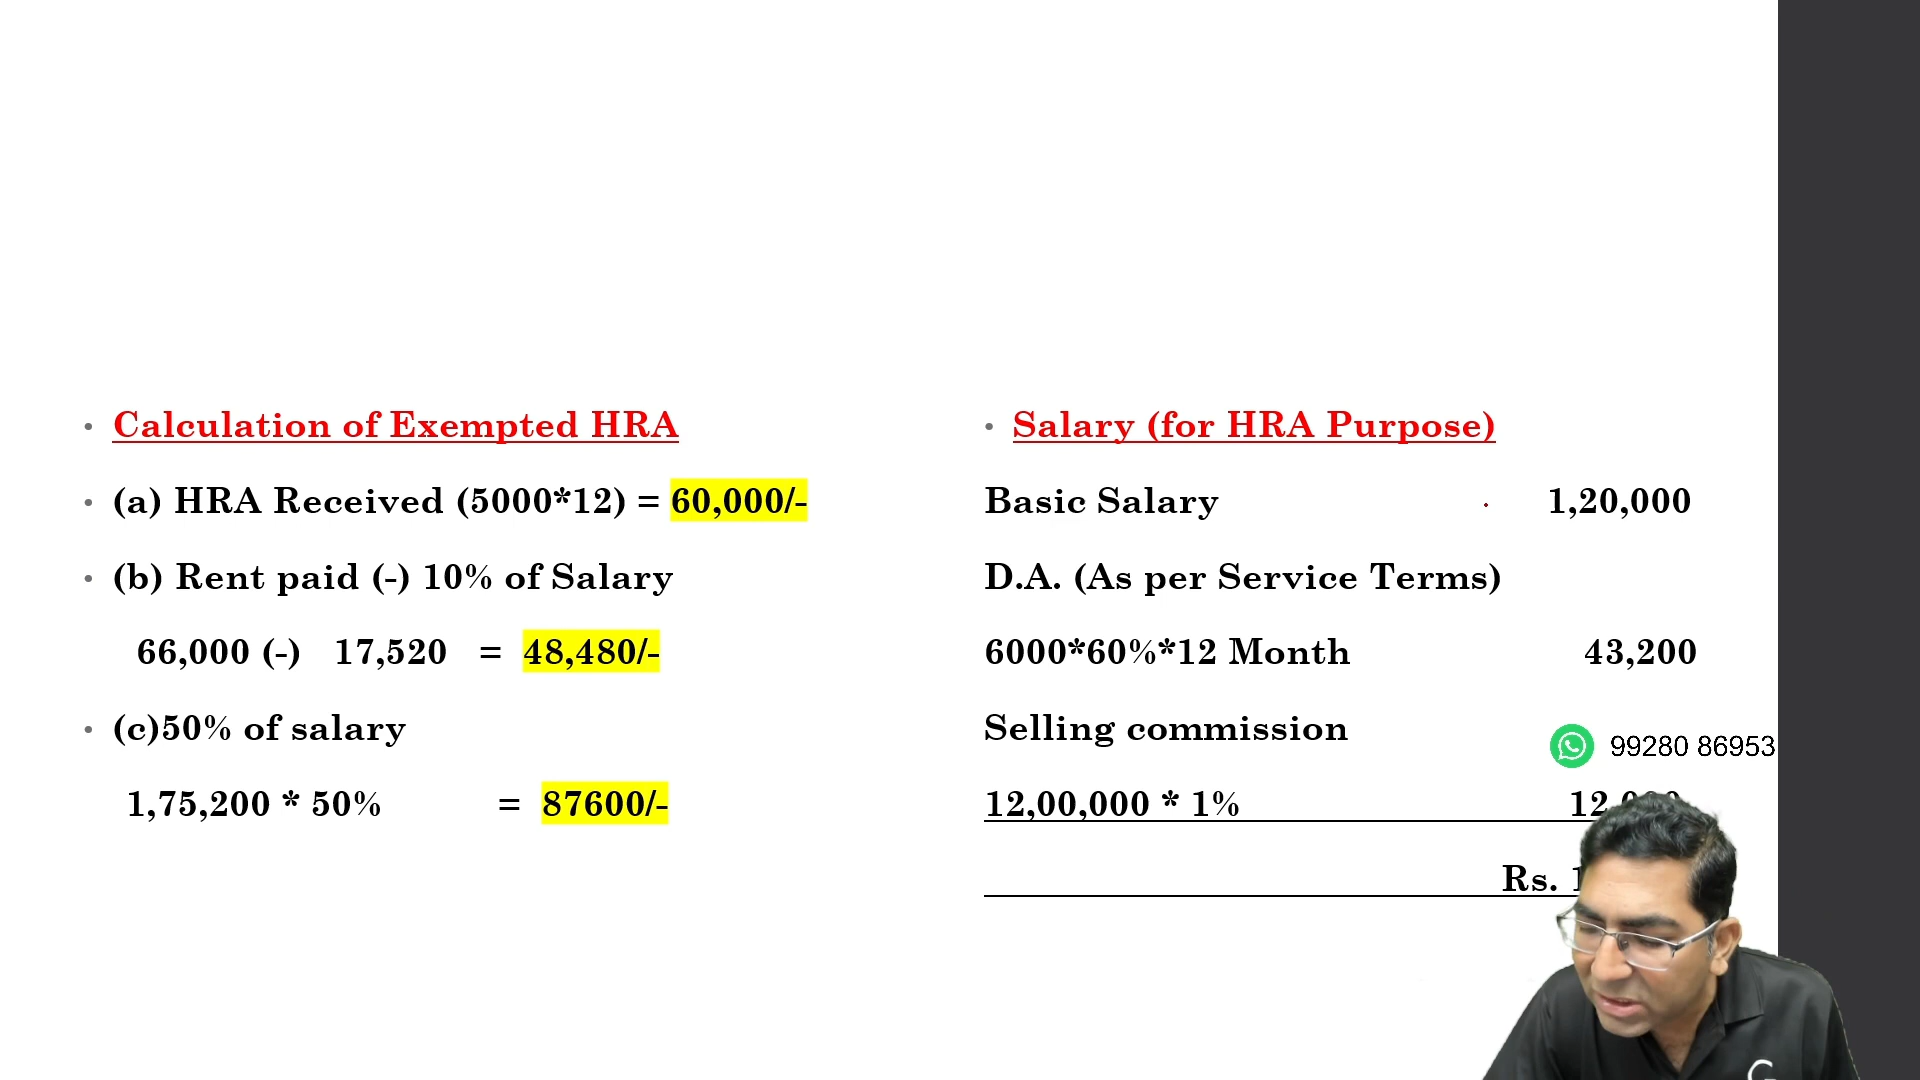 Calculation of Exempted HRA
(a) HRA Received (5000*12) = 60,000/-
(b) Rent paid (-) 10% of Salary
66,000 (-) 17,520 = 48,480/-
(c)50% of salary
1,75,200 * 50% = 87600/-
Salary (for HRA Purpose)
Basic Salary 1,20,000
D.A. (As per Service Terms)
6000*60%*12 Month 43,200
Selling commission
99280 86953
12,00,000 * 1%
Rs.